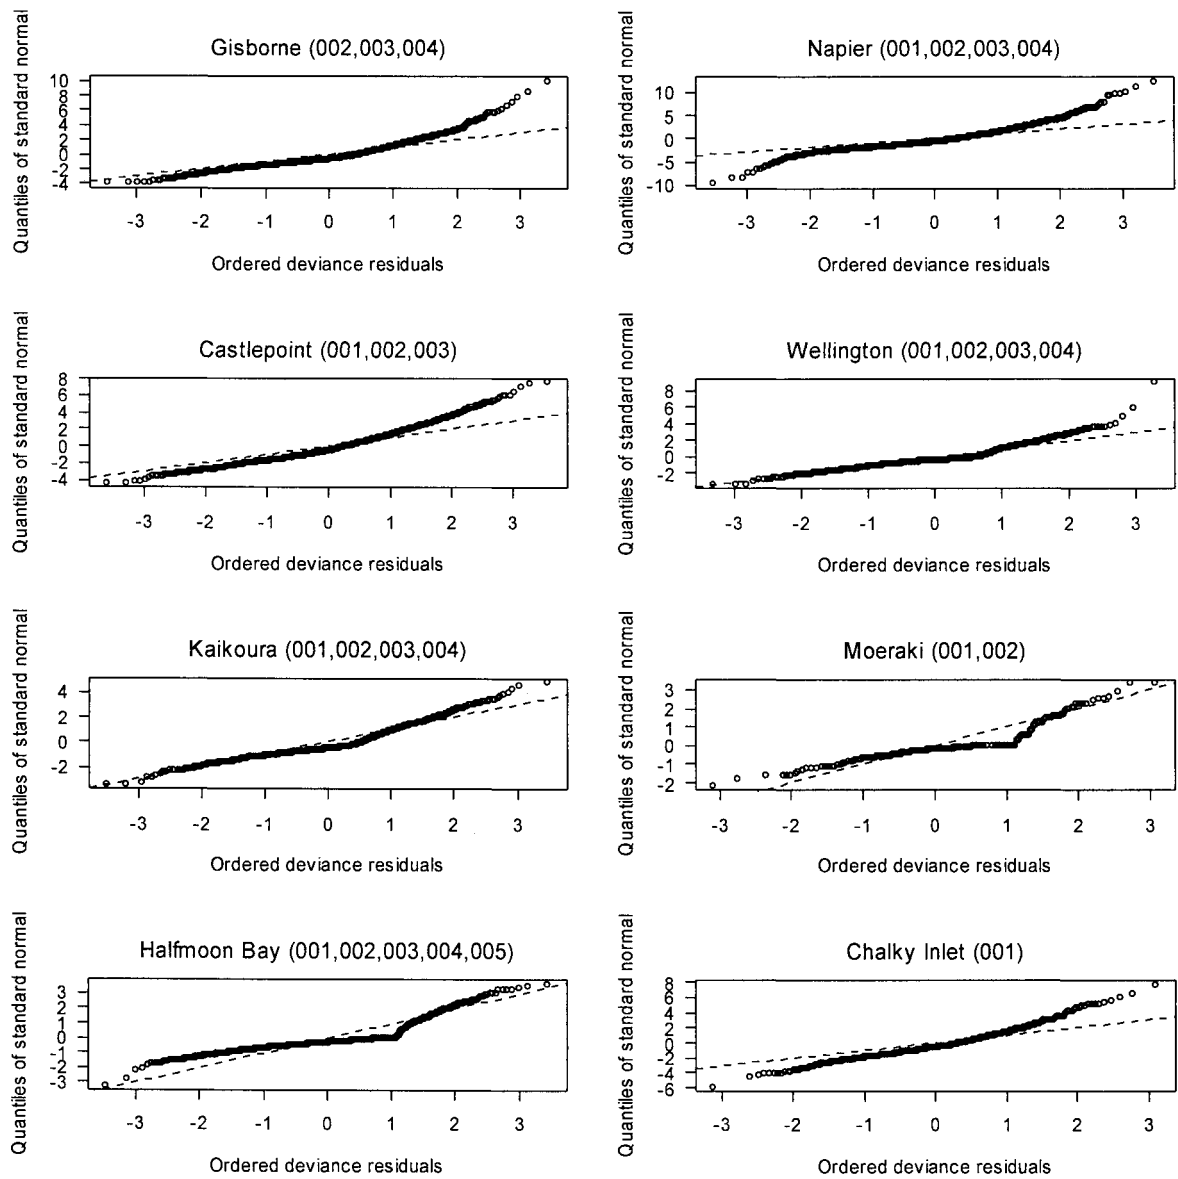 Gisborne (002,003,004)
Quantiles of standard normal
10
8
6
4
2
0
-2
-4
-3 -2 -1 0 1 2 3
Ordered deviance residuals
Napier (001,002,003,004)
Quantiles of standard normal
10
5
0
-5
-10
-3 -2 -1 0 1 2 3
Ordered deviance residuals
Castlepoint (001,002,003)
Quantiles of standard normal
8
6
4
2
0
-2
-4
-3 -2 -1 0 1 2 3
Ordered deviance residuals
Wellington (001,002,003,004)
Quantiles of standard normal
8
6
4
2
0
-2
-3 -2 -1 0 1 2 3
Ordered deviance residuals
Kaikoura (001,002,003,004)
Quantiles of standard normal
4
2
0
-2
-3 -2 -1 0 1 2 3
Ordered deviance residuals
Moeraki (001,002)
Quantiles of standard normal
3
2
1
0
-1
-2
-3 -2 -1 0 1 2 3
Ordered deviance residuals
Halfmoon Bay (001,002,003,004,005)
Quantiles of standard normal
3
2
1
0
-1
-2
-3
-3 -2 -1 0 1 2 3
Ordered deviance residuals
Chalky Inlet (001)
Quantiles of standard normal
8
6
4
2
0
-2
-4
-6
-3 -2 -1 0 1 2 3
Ordered deviance residuals